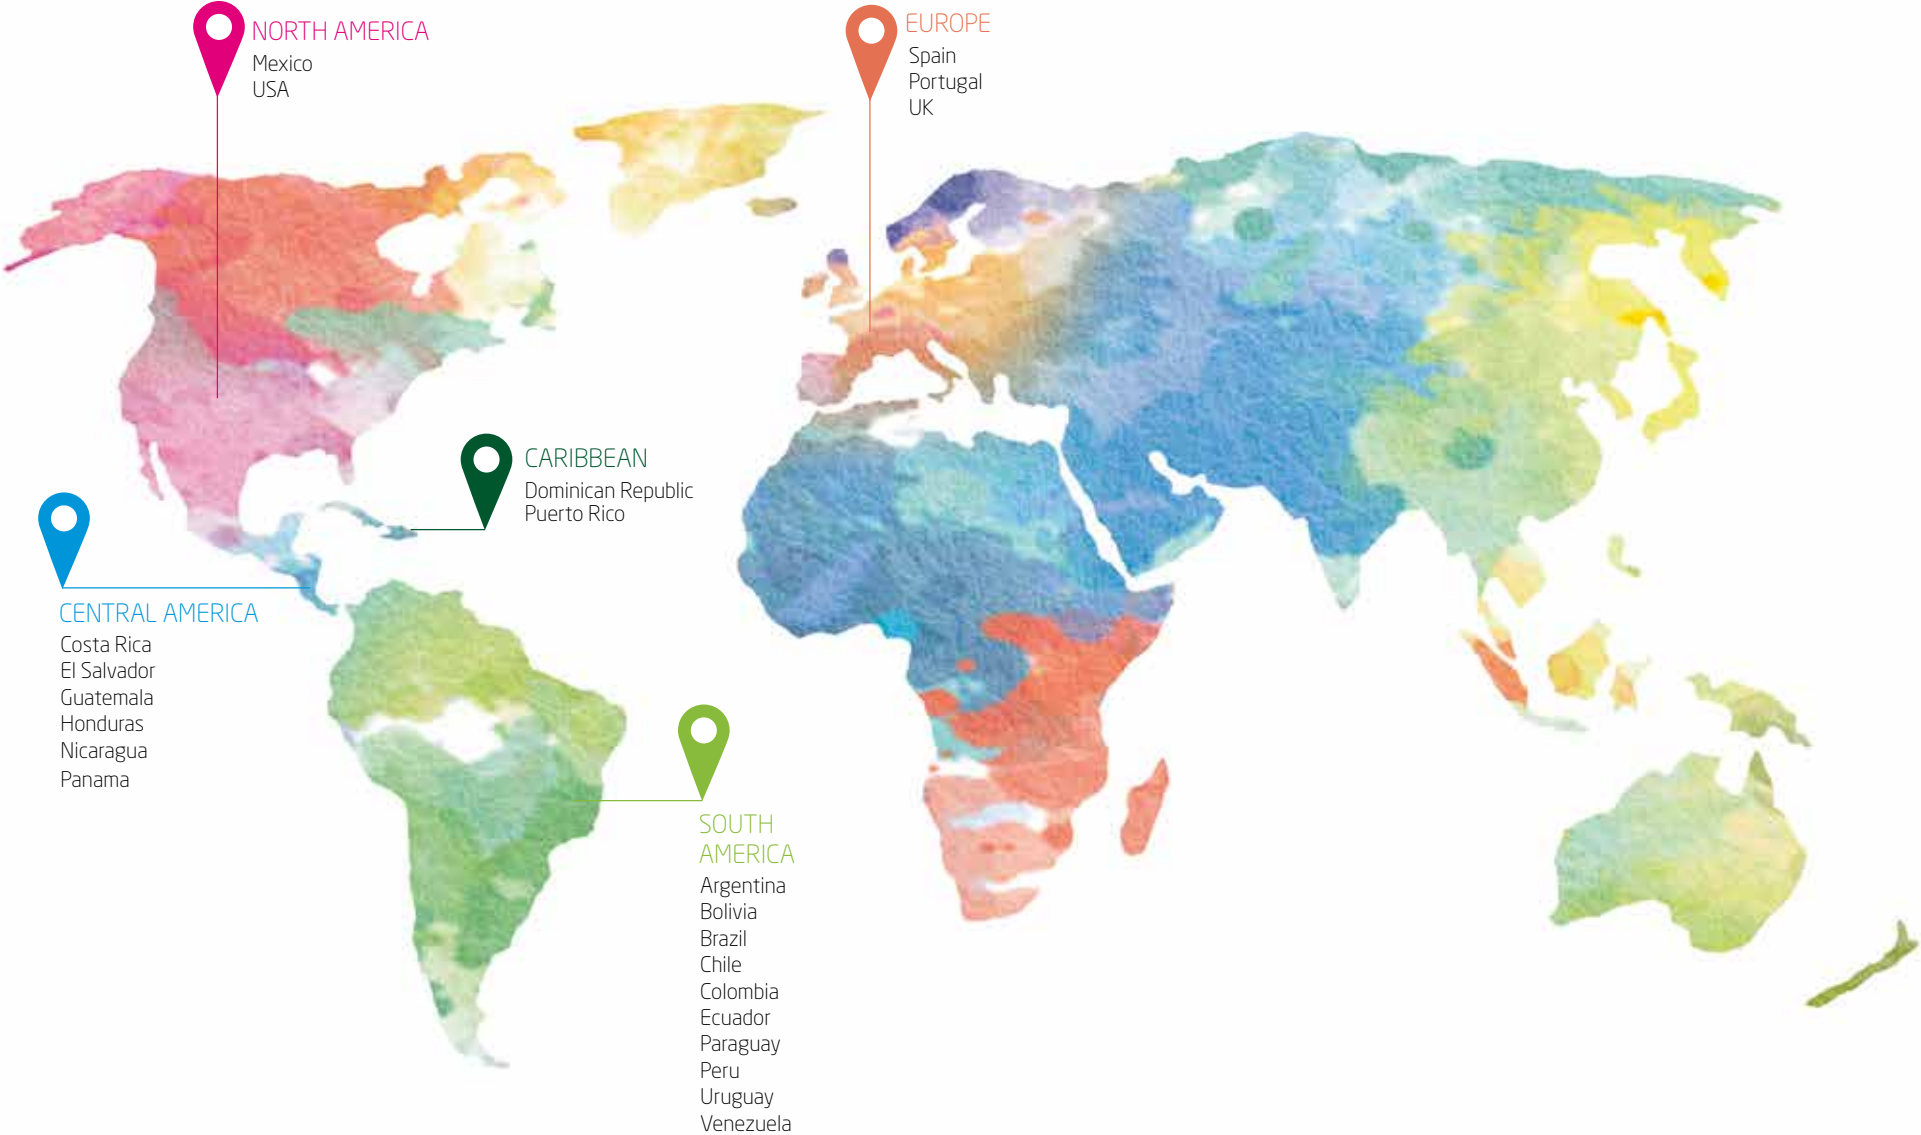 NORTH AMERICA
Mexico
USA
EUROPE
Spain
Portugal
UK
CARIBBEAN
Dominican Republic
Puerto Rico
CENTRAL AMERICA
Costa Rica
El Salvador
Guatemala
Honduras
Nicaragua
Panama
SOUTH
AMERICA
Argentina
Bolivia
Brazil
Chile
Colombia
Ecuador
Paraguay
Peru
Uruguay
Venezuela